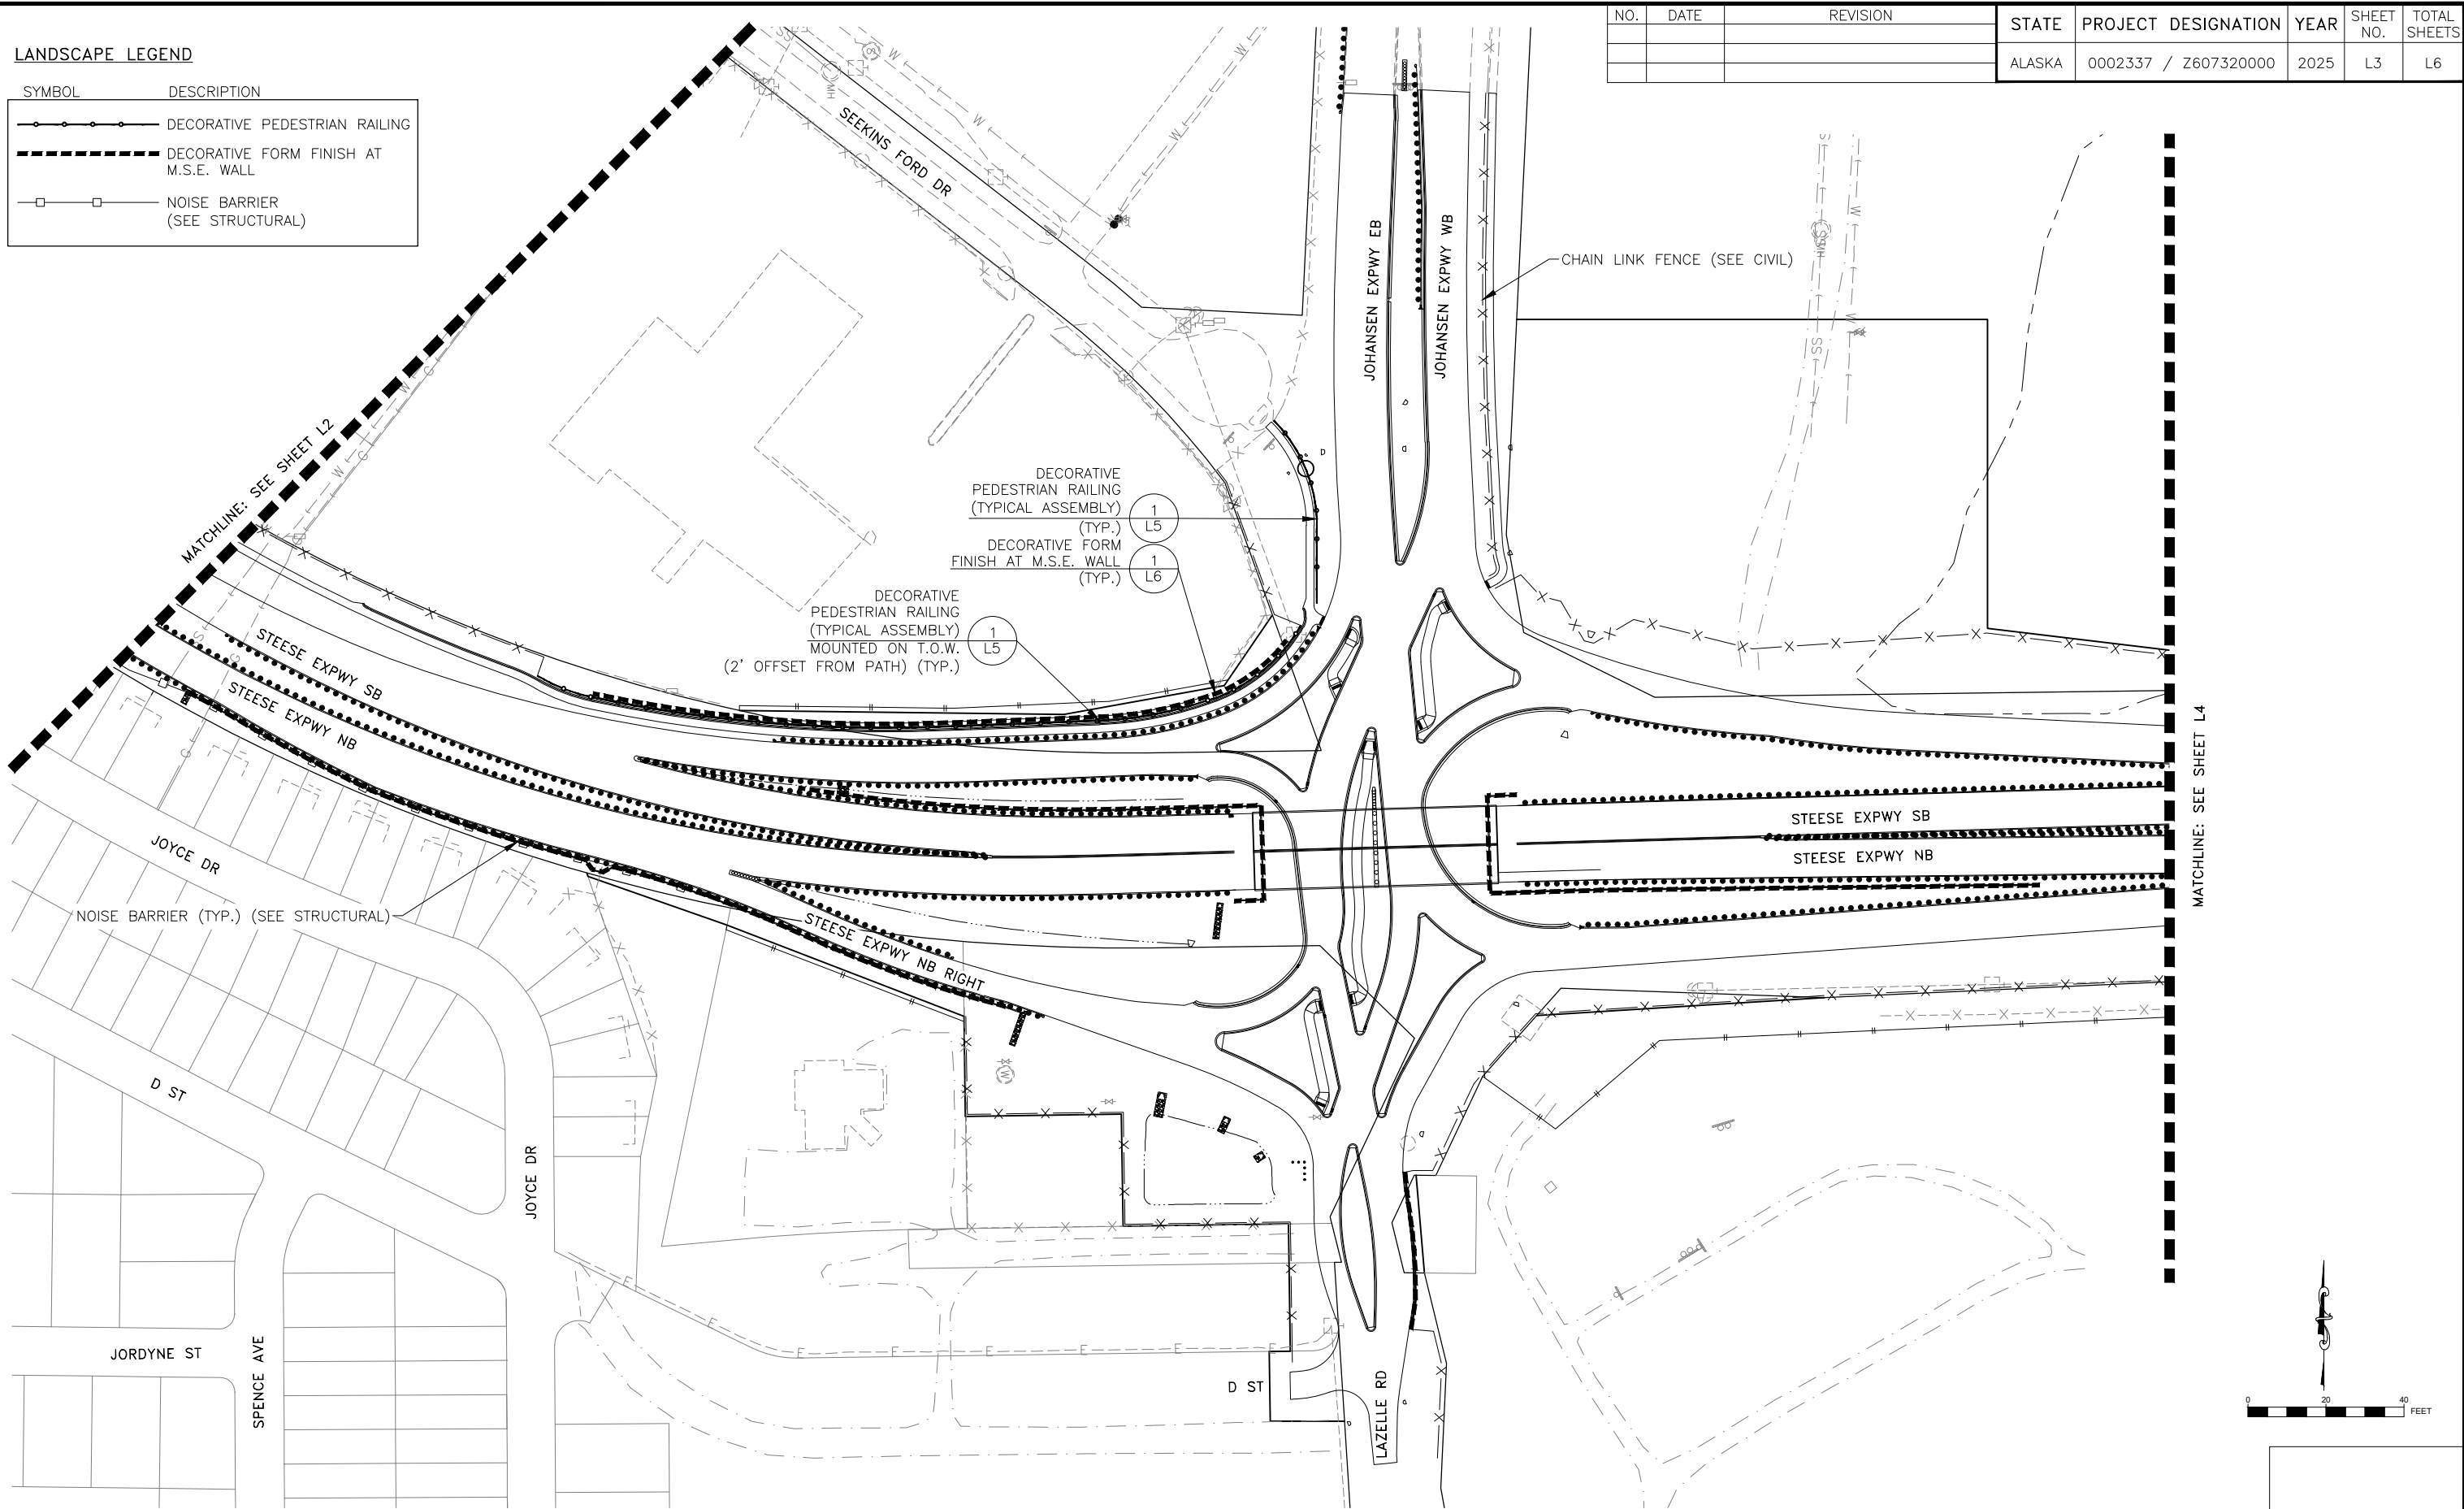 NO.
DATE
REVISION
STATE
PROJECT DESIGNATION
YEAR
SHEET
NO.
TOTAL
SHEETS
ALASKA
0002337 / Z607320000
2025
L3
L6
LANDSCAPE LEGEND
SYMBOL
DESCRIPTION
DECORATIVE PEDESTRIAN RAILING
DECORATIVE FORM FINISH AT
M.S.E. WALL
NOISE BARRIER
(SEE STRUCTURAL)
MATCHLINE: SEE SHEET L2
SEEKINS FORD DR
JOHANSEN EXPWY EB
JOHANSEN EXPWY WB
CHAIN LINK FENCE (SEE CIVIL)
DECORATIVE
PEDESTRIAN RAILING
(TYPICAL ASSEMBLY)
(TYP.)
1
L5
DECORATIVE FORM
FINISH AT M.S.E. WALL
(TYP.)
1
L6
DECORATIVE
PEDESTRIAN RAILING
(TYPICAL ASSEMBLY)
MOUNTED ON T.O.W.
(2' OFFSET FROM PATH) (TYP.)
1
L5
STEESE EXPWY SB
STEESE EXPWY NB
STEESE EXPWY SB
STEESE EXPWY NB
MATCHLINE: SEE SHEET L4
JOYCE DR
NOISE BARRIER (TYP.) (SEE STRUCTURAL)
STEESE EXPWY NB RIGHT
D ST
JOYCE DR
JORDYNE ST
SPENCE AVE
D ST
LAZELLE RD
0
20
40
FEET